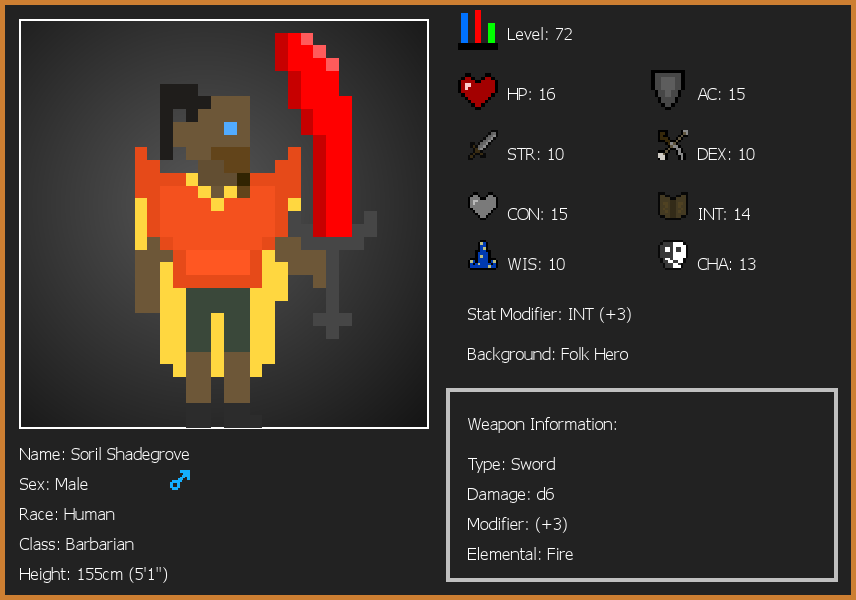 Level: 72
HP: 16
AC: 15
STR: 10
DEX: 10
CON: 15
INT: 14
WIS: 10
CHA: 13
Stat Modifier: INT (+3)
Background: Folk Hero
Weapon Information:
Type: Sword
Damage: d6
Modifier: (+3)
Elemental: Fire
Name: Soril Shadegrove
Sex: Male
Race: Human
Class: Barbarian
Height: 155cm (5'1")